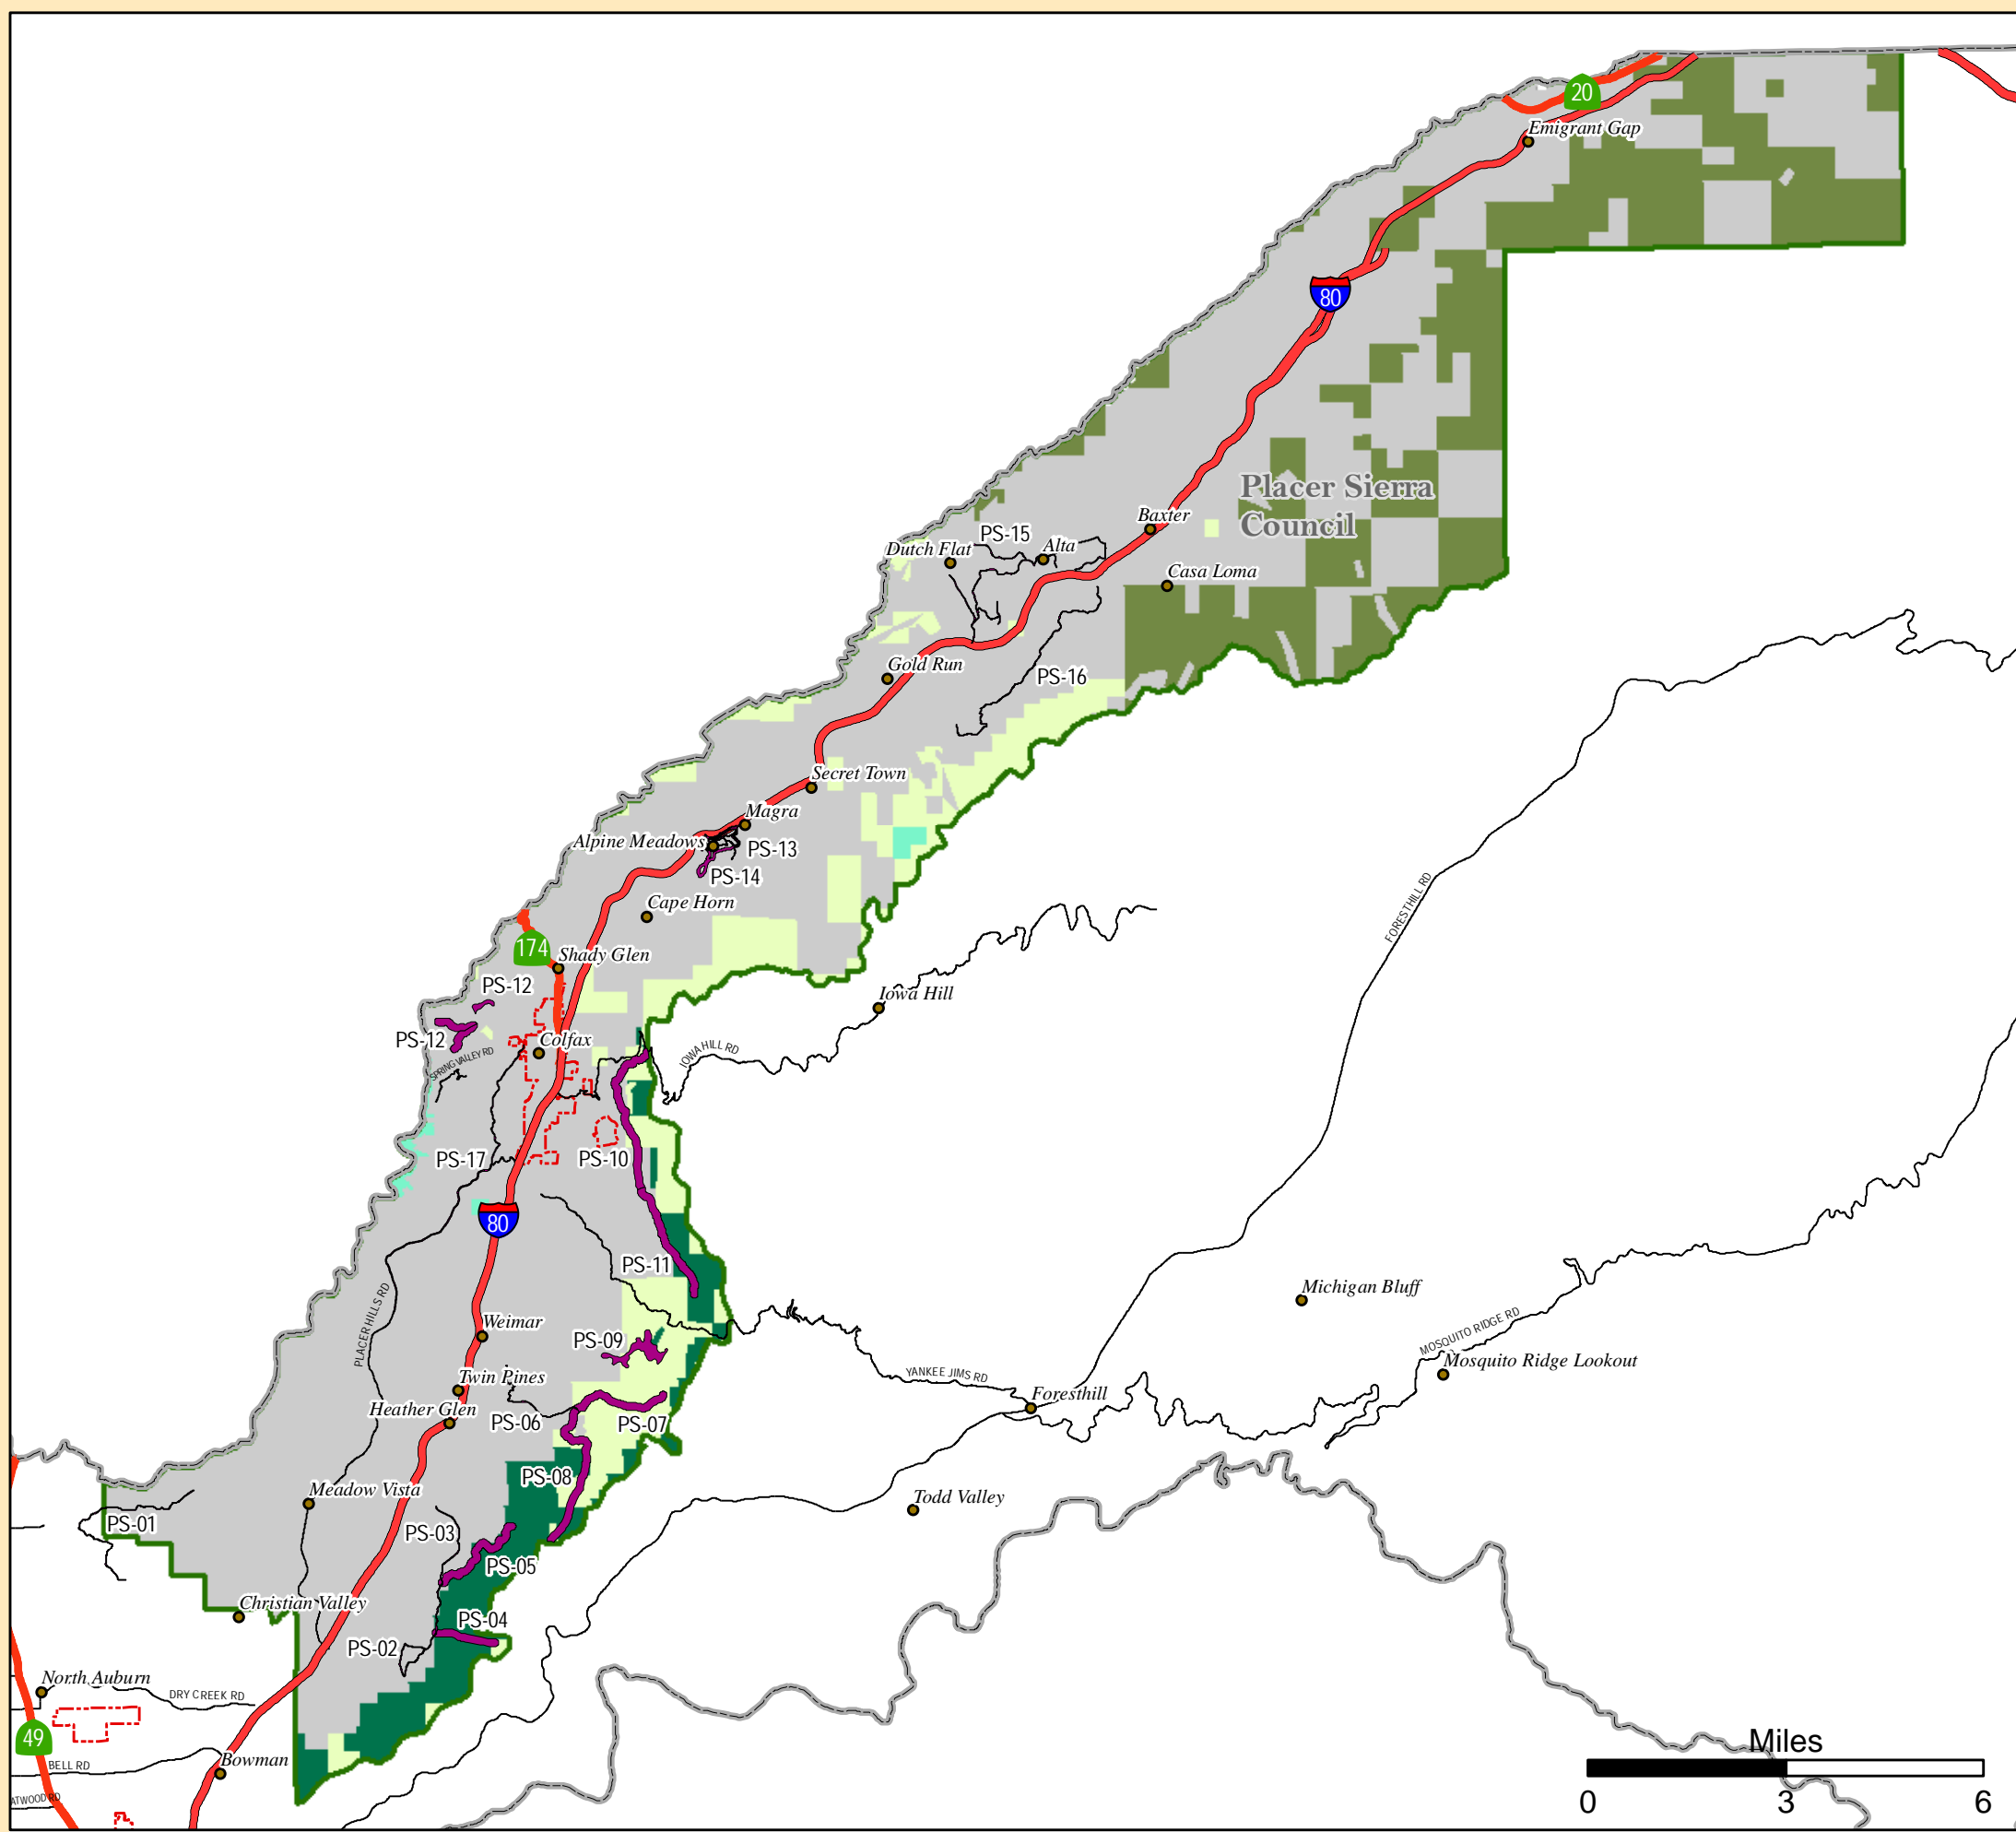 20
Emigrant Gap
80
Placer Sierra
Council
Baxter
PS-15
Dutch Flat
Alta
Casa Loma
Gold Run
PS-16
Secret Town
Magra
Alpine Meadows
PS-13
PS-14
Cape Horn
174
Shady Glen
PS-12
Iowa Hill
PS-12
Colfax
SPRING VALLEY RD
IOWA HILL RD
FORESTHILL RD
PS-17
PS-10
80
PS-11
Michigan Bluff
PLACER HILLS RD
Weimar
PS-09
MOSQUITO RIDGE RD
Mosquito Ridge Lookout
YANKEE JIMS RD
Twin Pines
Foresthill
Heather Glen
PS-06
PS-07
PS-08
Meadow Vista
Todd Valley
PS-01
PS-03
PS-05
Christian Valley
PS-04
PS-02
North Auburn
DRY CREEK RD
49
Bowman
BELL RD
ATWOOD RD
Miles
0 3 6